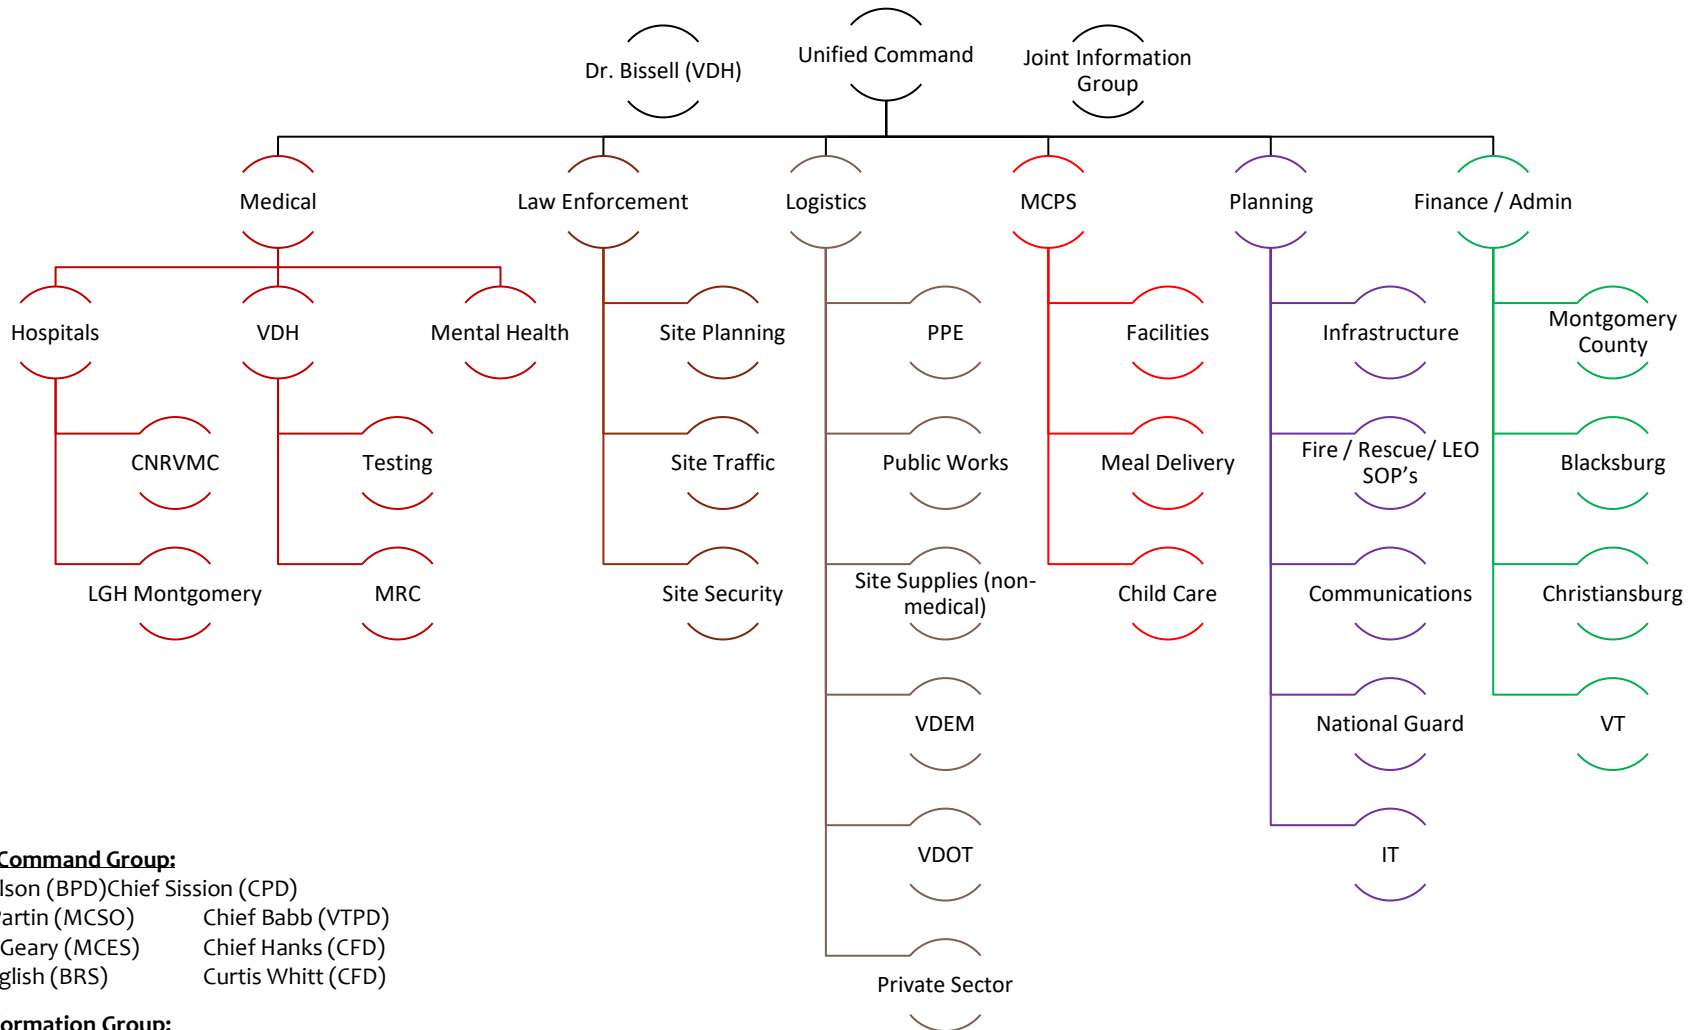 Dr. Bissell (VDH)
Unified Command
Joint Information
Group
Medical
Law Enforcement
Logistics
MCPS
Planning
Finance / Admin
Hospitals
VDH
Mental Health
Site Planning
PPE
Facilities
Infrastructure
Montgomery
County
CNRVMC
Testing
Site Traffic
Public Works
Meal Delivery
Fire / Rescue/ LEO
SOP’s
Blacksburg
LGH Montgomery
MRC
Site Security
Site Supplies (non-
medical)
Child Care
Communications
Christiansburg
VDEM
National Guard
VT
VDOT
IT
Private Sector
Command Group:
(BPD)Chief Sission (CPD)
(MCSO) Chief Babb (VTPD)
Geary (MCES) Chief Hanks (CFD)
(BRS) Curtis Whitt (CFD)
Group: